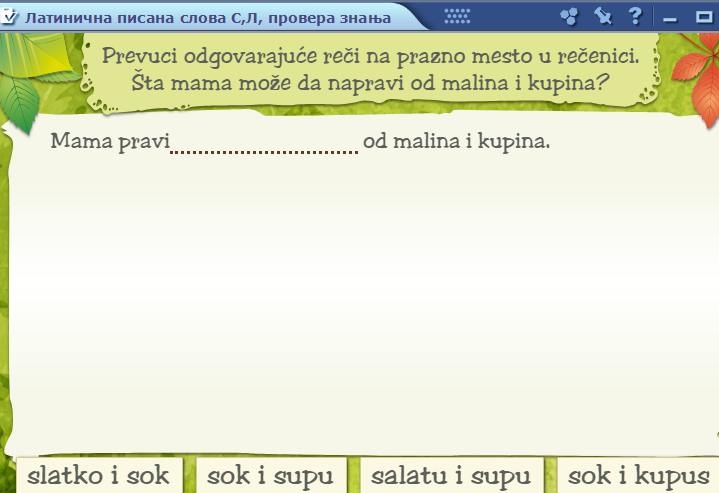 Латинична писана слова С,Л, провера знања
Prevuci odgovarajuće reči na prazno mesto u rečenici.
Šta mama može da napravi od malina i kupina?
Mama pravi........................ od malina i kupina.
slatko i sok
sok i supu
salatu i supu
sok i kupus